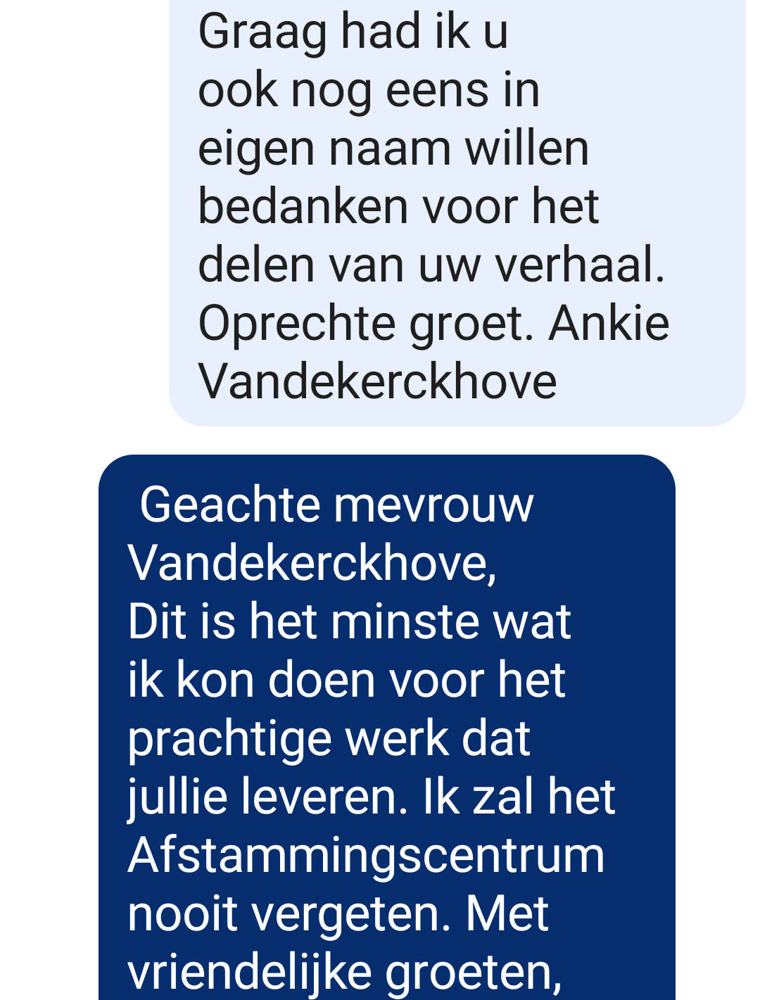 Graag had ik u
ook nog eens in
eigen naam willen
bedanken voor het
delen van uw verhaal.
Oprechte groet. Ankie
Vandekerckhove
Geachte mevrouw
Vandekerckhove,
Dit is het minste wat
ik kon doen voor het
prachtige werk dat
jullie leveren. Ik zal het
Afstammingscentrum
nooit vergeten. Met
vriendelijke groeten,